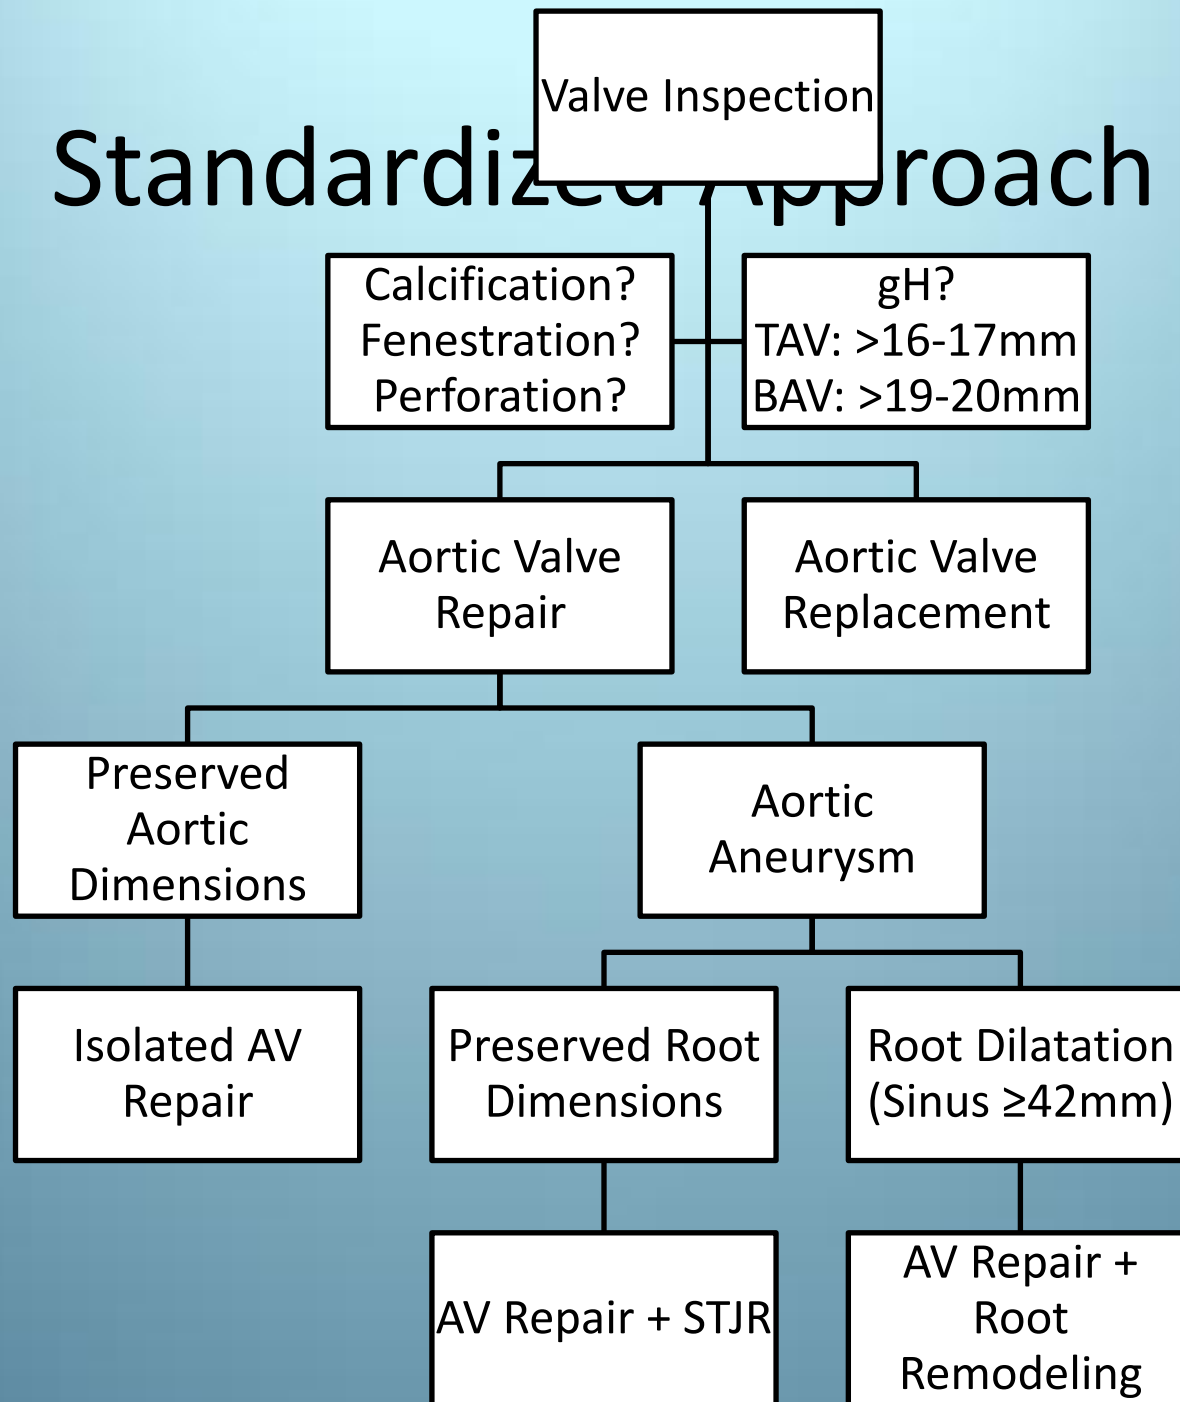 Valve Inspection
Standardized Approach
Calcification?
Fenestration?
Perforation?
gH?
TAV: >16-17mm
BAV: >19-20mm
Aortic Valve
Repair
Aortic Valve
Replacement
Preserved
Aortic
Dimensions
Aortic
Aneurysm
Isolated AV
Repair
Preserved Root
Dimensions
Root Dilatation
(Sinus ≥42mm)
AV Repair + STJR
AV Repair +
Root
Remodeling